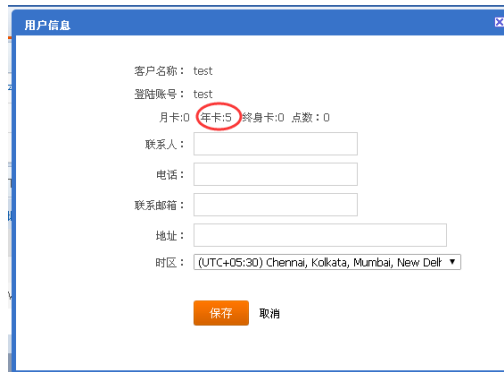 用户信息
客户名称： test
登陆账号： test
月卡:0 年卡:5 终身卡:0 点数：0
联系人：
电话：
联系邮箱：
地址：
时区： (UTC+05:30) Chennai, Kolkata, Mumbai, New Delh
保存 取消